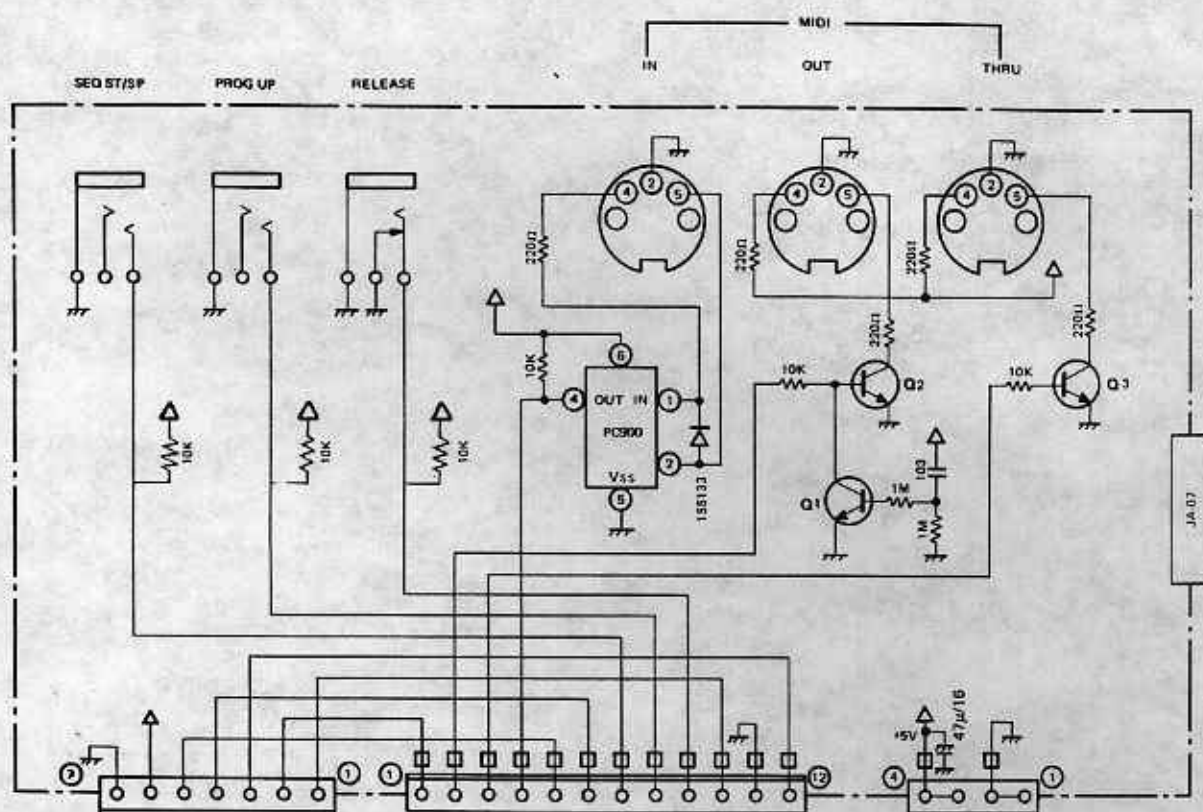 MIDI
IN OUT THRU
SEQ ST/SP PROG UP RELEASE
4 2 5
4 2 5
4 2 5
220Ω
220Ω
220Ω
220Ω
220Ω
10K
6
4 OUT IN 1
PC900
2
VSS
5
1SS133
10K
Q2
10K
Q3
10K
10K
10K
Q1
1M
103
1M
JA-07
+5V
47µ/16
1
1 12
4 1